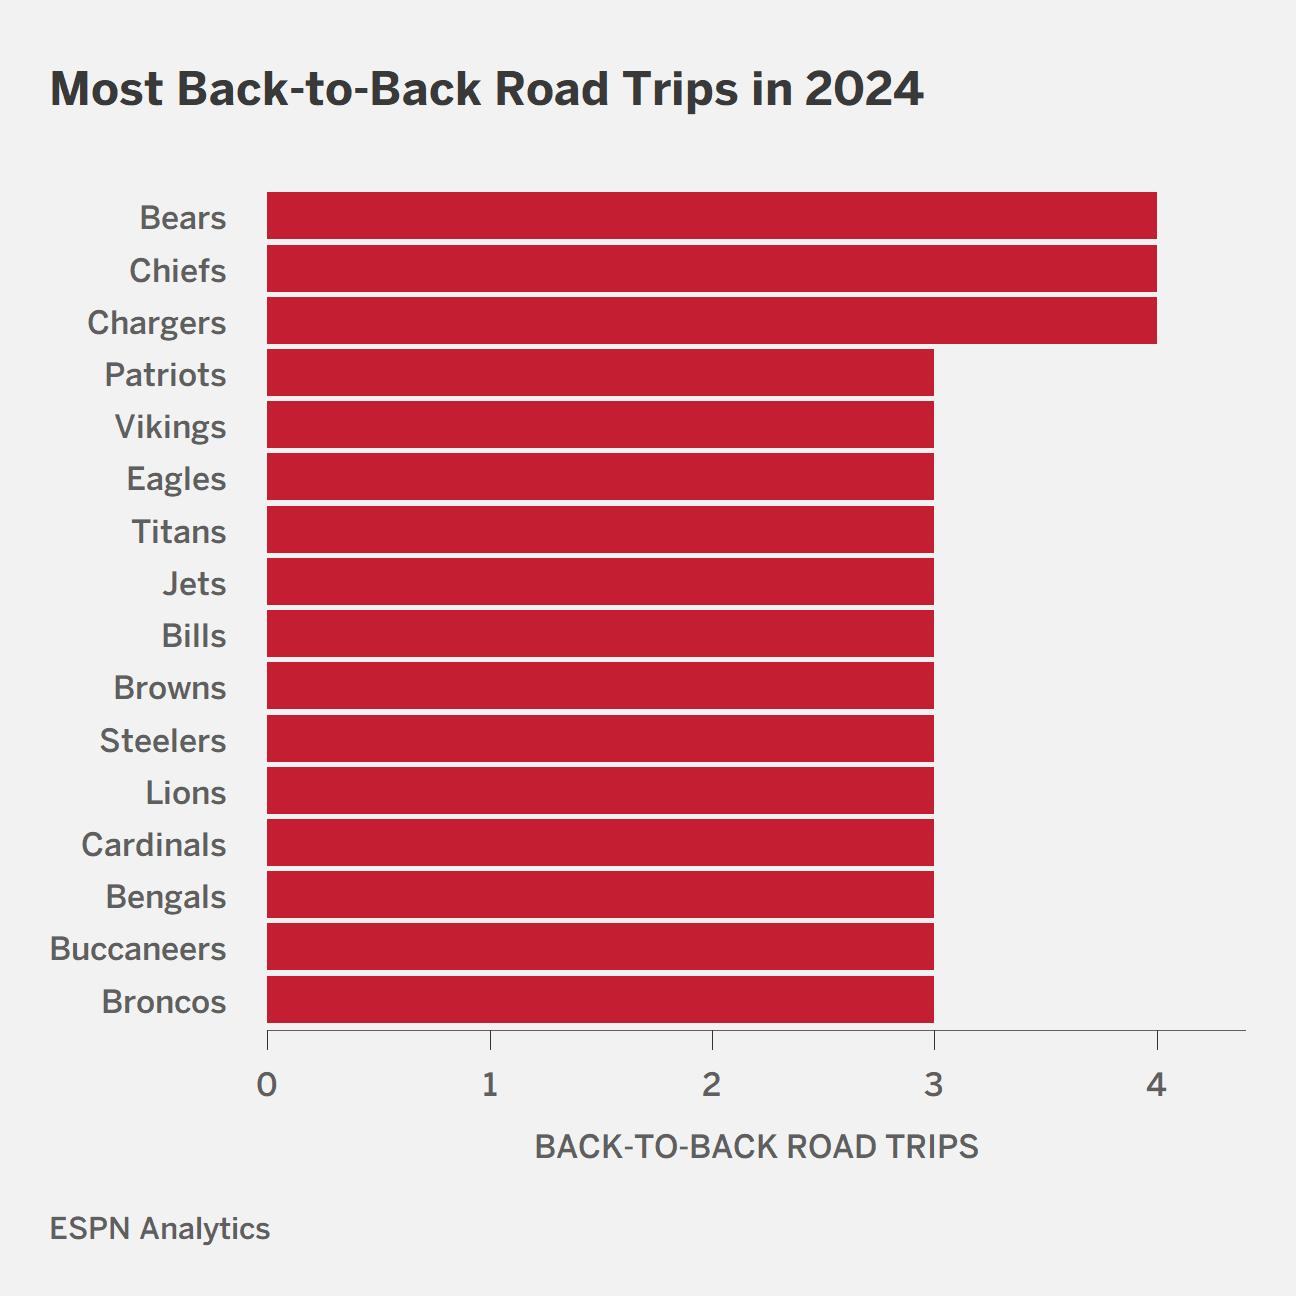 Most Back-to-Back Road Trips in 2024
Bears
Chiefs
Chargers
Patriots
Vikings
Eagles
Titans
Jets
Bills
Browns
Steelers
Lions
Cardinals
Bengals
Buccaneers
Broncos
0 1 2 3 4
BACK-TO-BACK ROAD TRIPS
ESPN Analytics